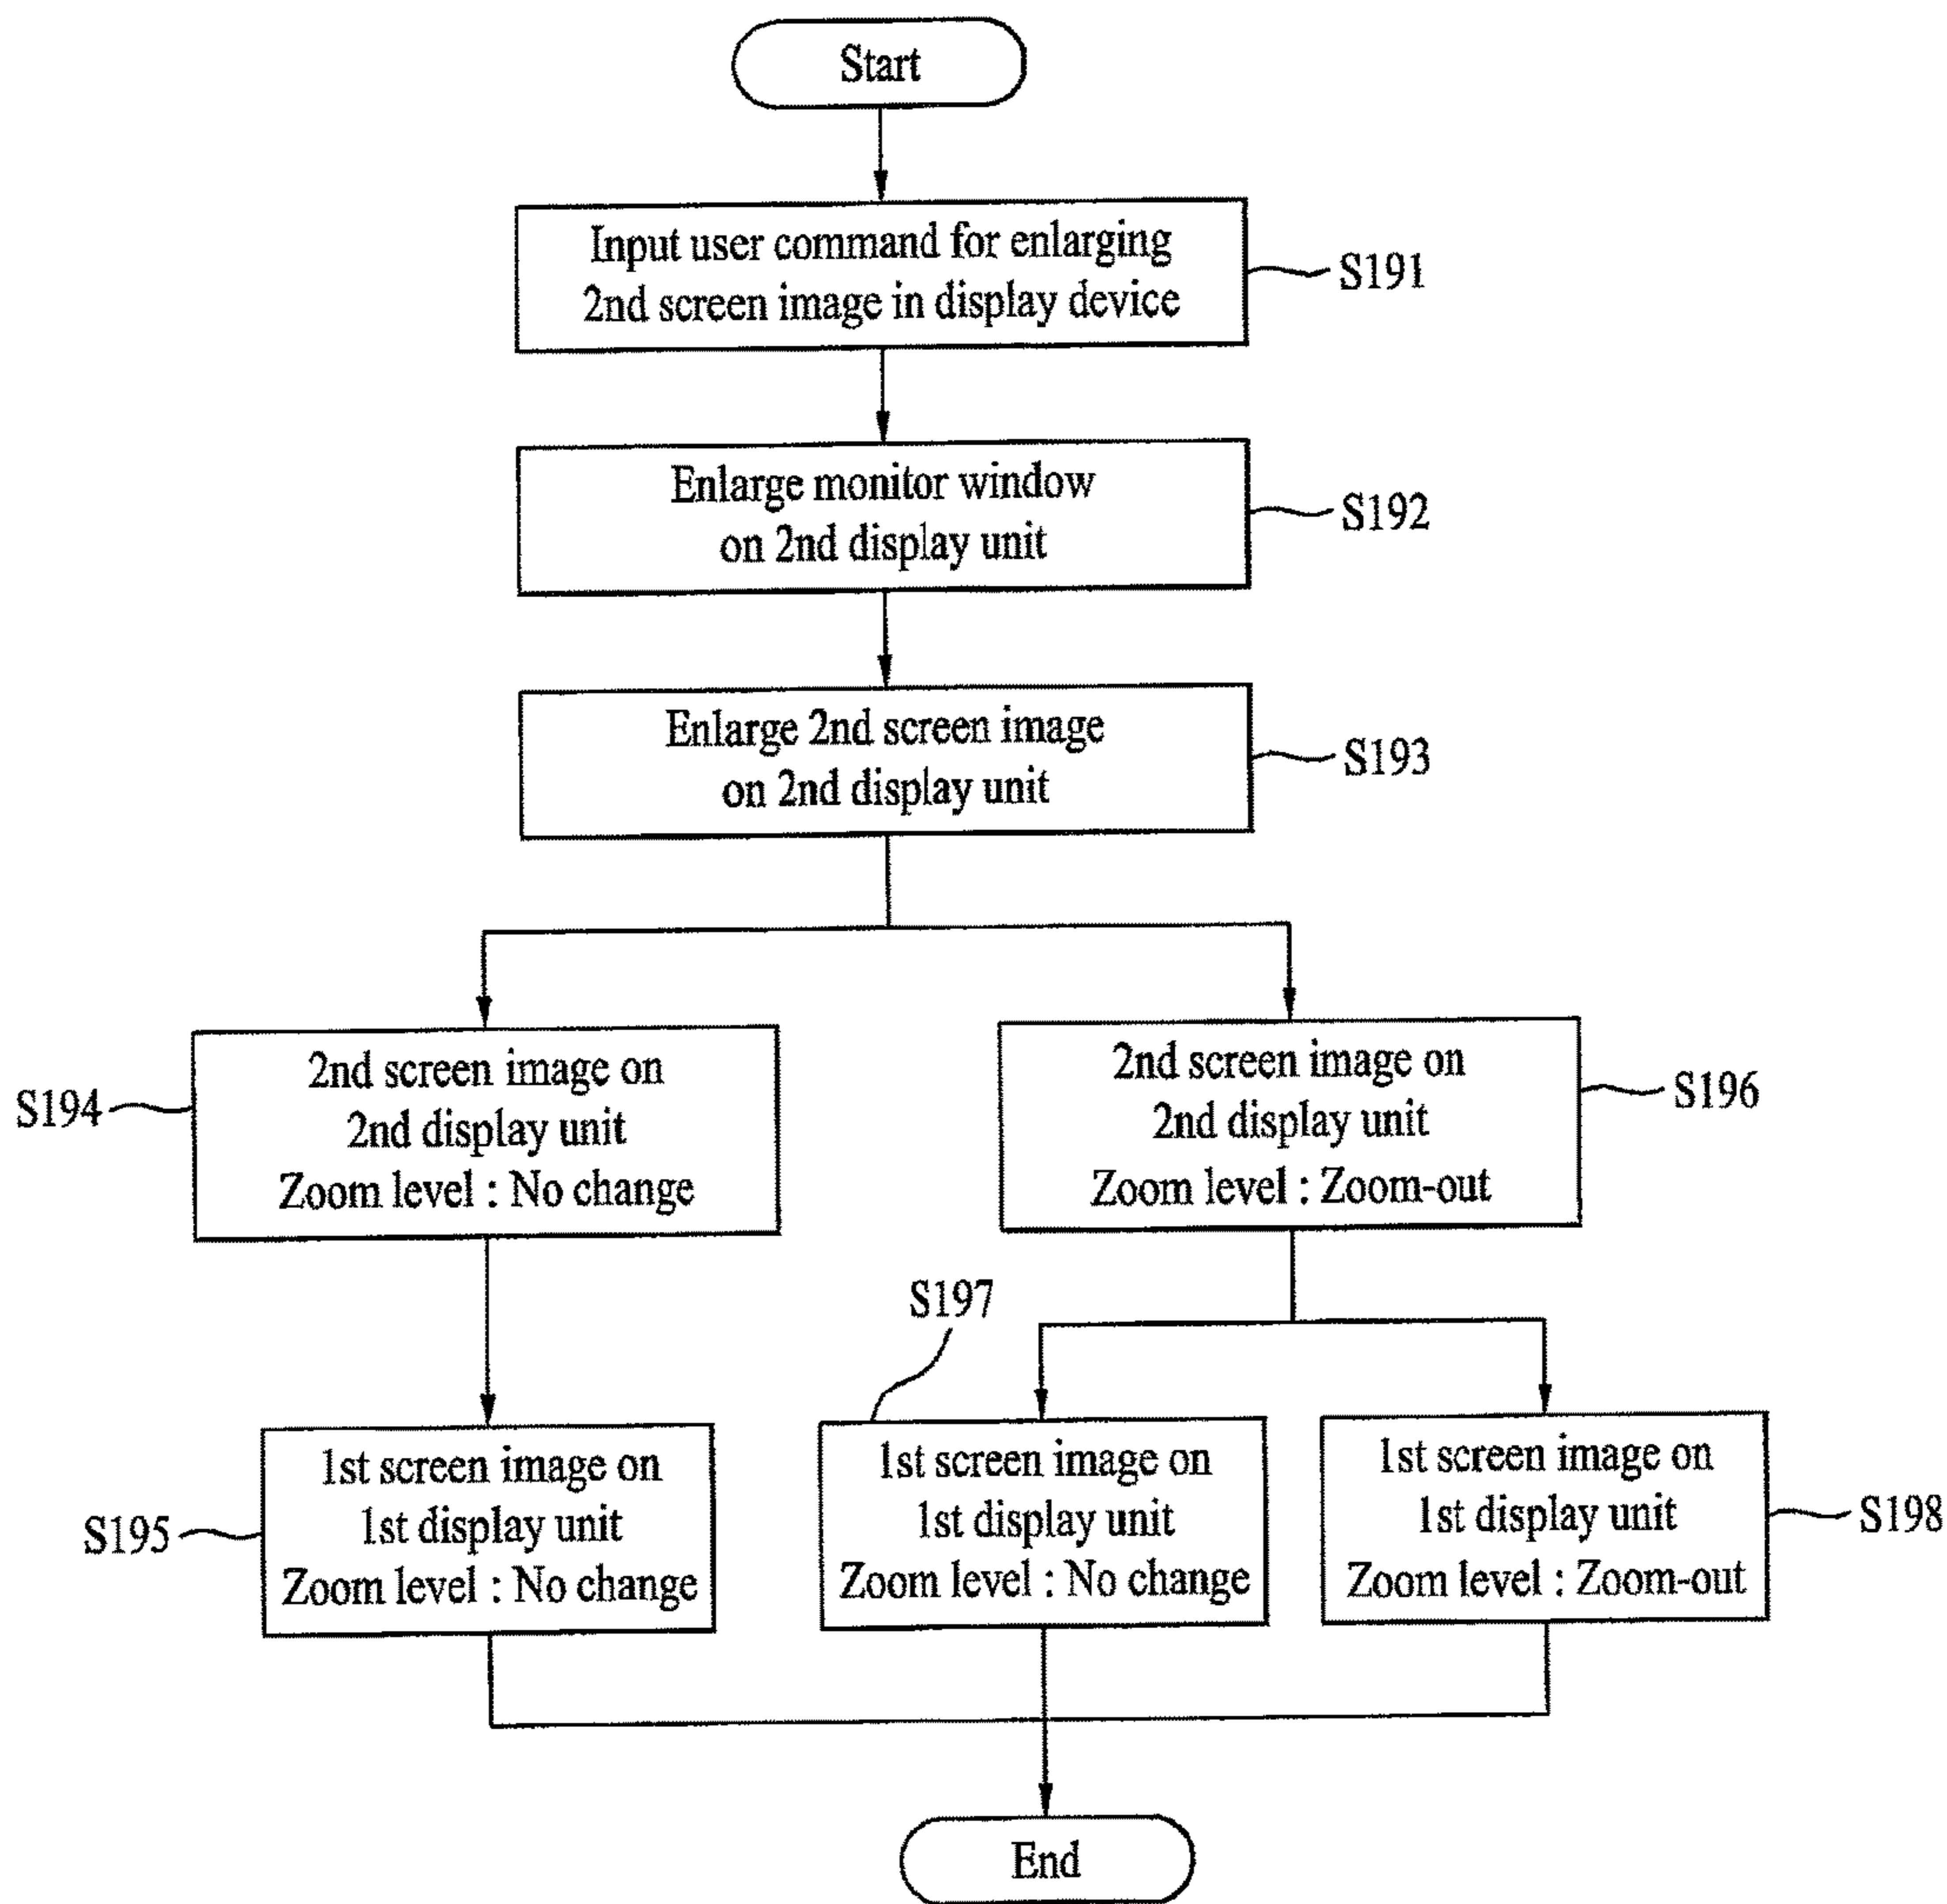 Start
Input user command for enlarging
2nd screen image in display device
S191
Enlarge monitor window
on 2nd display unit
S192
Enlarge 2nd screen image
on 2nd display unit
S193
S194
2nd screen image on
2nd display unit
Zoom level : No change
2nd screen image on
2nd display unit
Zoom level : Zoom-out
S196
S195
1st screen image on
1st display unit
Zoom level : No change
S197
1st screen image on
1st display unit
Zoom level : No change
1st screen image on
1st display unit
Zoom level : Zoom-out
S198
End